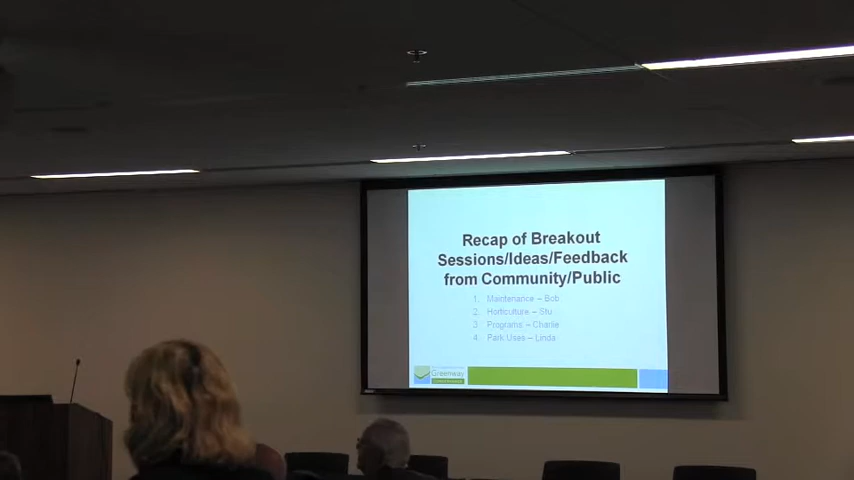 Recap of Breakout
Sessions/Ideas/Feedback
from Community/Public
1. Maintenance – Bob
2. Horticulture – Stu
3. Programs – Charlie
4. Park Uses – Linda
Greenway